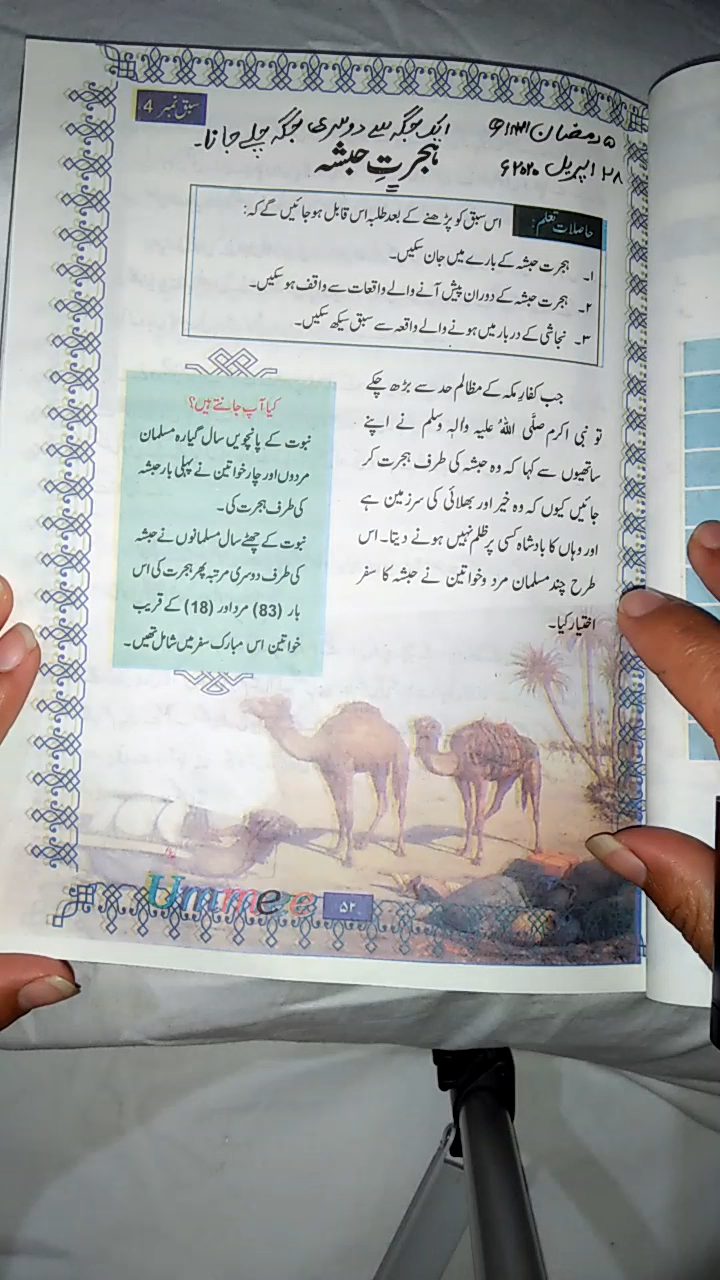 سبق نمبر 4
۵ رمضان ۱۴۴۱ھ
۲۸ اپریل ۲۰۲۰ء
ایک جگہ سے دوسری جگہ چلے جانا۔
ہجرتِ حبشہ
حاصلات تعلم: اس سبق کو پڑھنے کے بعد طلبہ اس قابل ہو جائیں گے کہ:
۱۔ ہجرت حبشہ کے بارے میں جان سکیں۔
۲۔ ہجرت حبشہ کے دوران پیش آنے والے واقعات سے واقف ہو سکیں۔
۳۔ نجاشی کے دربار میں ہونے والے واقعہ سے سبق سیکھ سکیں۔
جب کفارِ مکہ کے مظالم حد سے بڑھ چکے
تو نبی اکرم صلَّی اللہُ علیہ واٰلہٖ وسلم نے اپنے
ساتھیوں سے کہا کہ وہ حبشہ کی طرف ہجرت کر
جائیں کیوں کہ وہ خیر اور بھلائی کی سرزمین ہے
اور وہاں کا بادشاہ کسی پر ظلم نہیں ہونے دیتا۔ اس
طرح چند مسلمان مرد و خواتین نے حبشہ کا سفر
اختیار کیا۔
کیا آپ جانتے ہیں؟
نبوت کے پانچویں سال گیارہ مسلمان
مردوں اور چار خواتین نے پہلی بار حبشہ
کی طرف ہجرت کی۔
نبوت کے چھٹے سال مسلمانوں نے حبشہ
کی طرف دوسری مرتبہ پھر ہجرت کی اس
بار (83) مرد اور (18) کے قریب
خواتین اس مبارک سفر میں شامل تھیں۔
Ummee
۵۲